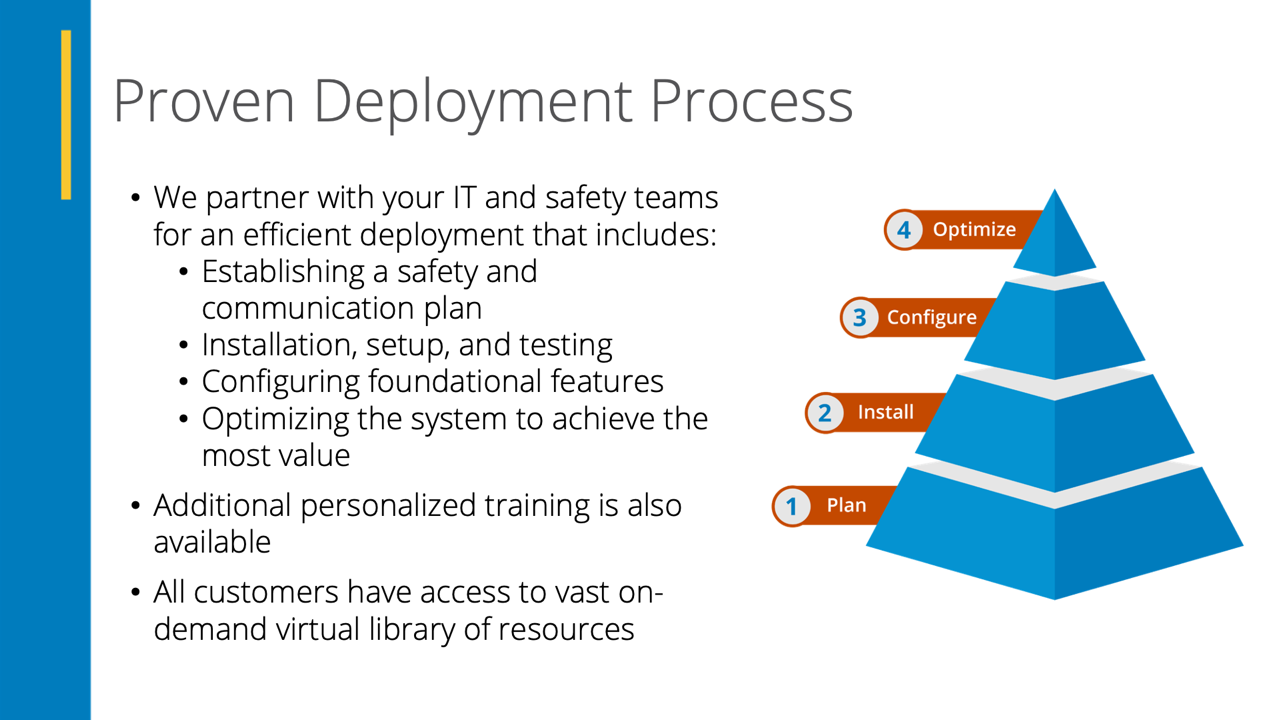 Proven Deployment Process
• We partner with your IT and safety teams
for an efficient deployment that includes:
• Establishing a safety and
communication plan
• Installation, setup, and testing
• Configuring foundational features
• Optimizing the system to achieve the
most value
• Additional personalized training is also
available
• All customers have access to vast on-
demand virtual library of resources
4 Optimize
3 Configure
2 Install
1 Plan